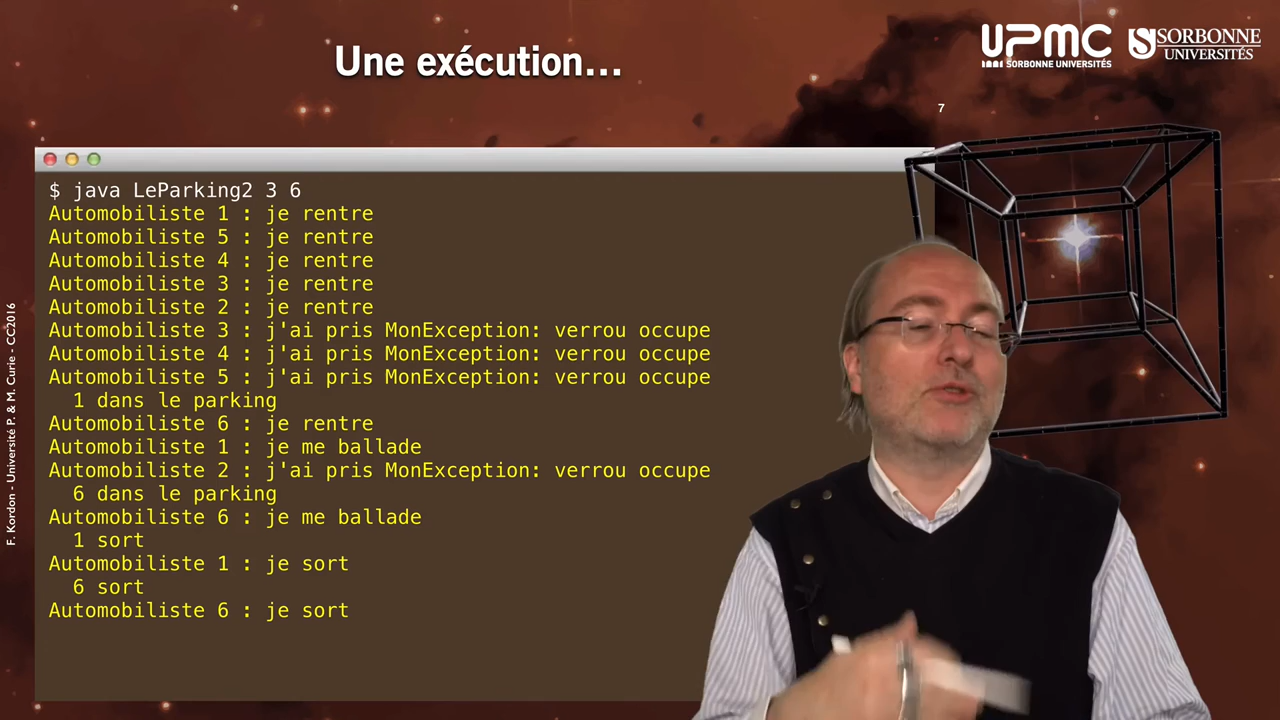 Une exécution...
UPMC
SORBONNE UNIVERSITÉS
SORBONNE
UNIVERSITÉS
7
$ java LeParking2 3 6
Automobiliste 1 : je rentre
Automobiliste 5 : je rentre
Automobiliste 4 : je rentre
Automobiliste 3 : je rentre
Automobiliste 2 : je rentre
Automobiliste 3 : j'ai pris MonException: verrou occupe
Automobiliste 4 : j'ai pris MonException: verrou occupe
Automobiliste 5 : j'ai pris MonException: verrou occupe
1 dans le parking
Automobiliste 6 : je rentre
Automobiliste 1 : je me ballade
Automobiliste 2 : j'ai pris MonException: verrou occupe
6 dans le parking
Automobiliste 6 : je me ballade
1 sort
Automobiliste 1 : je sort
6 sort
Automobiliste 6 : je sort
F. Kordon - Université P. & M. Curie - CC2016